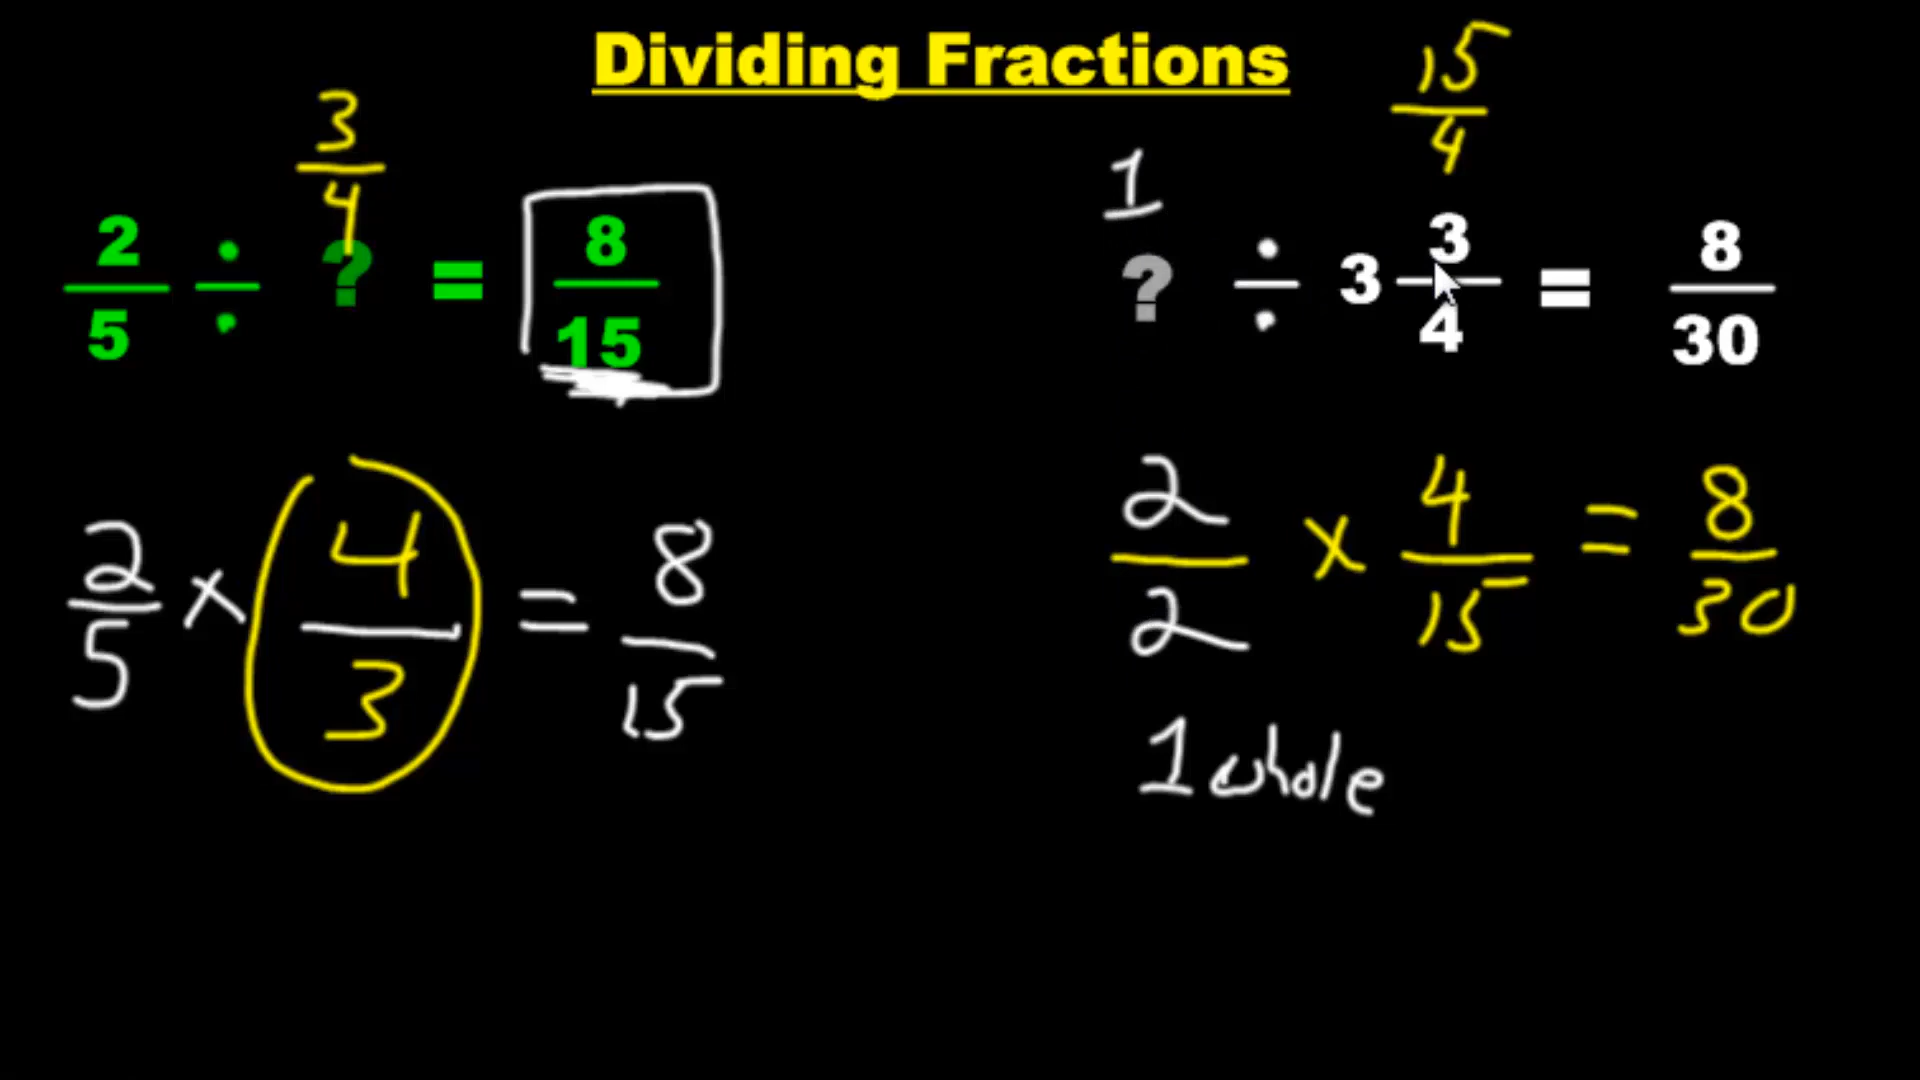 Dividing Fractions
3/4
2/5 ÷ ? = 8/15
2/5 x 4/3 = 8/15
15/4
1
? ÷ 3 3/4 = 8/30
2/2 x 4/15 = 8/30
1 whole